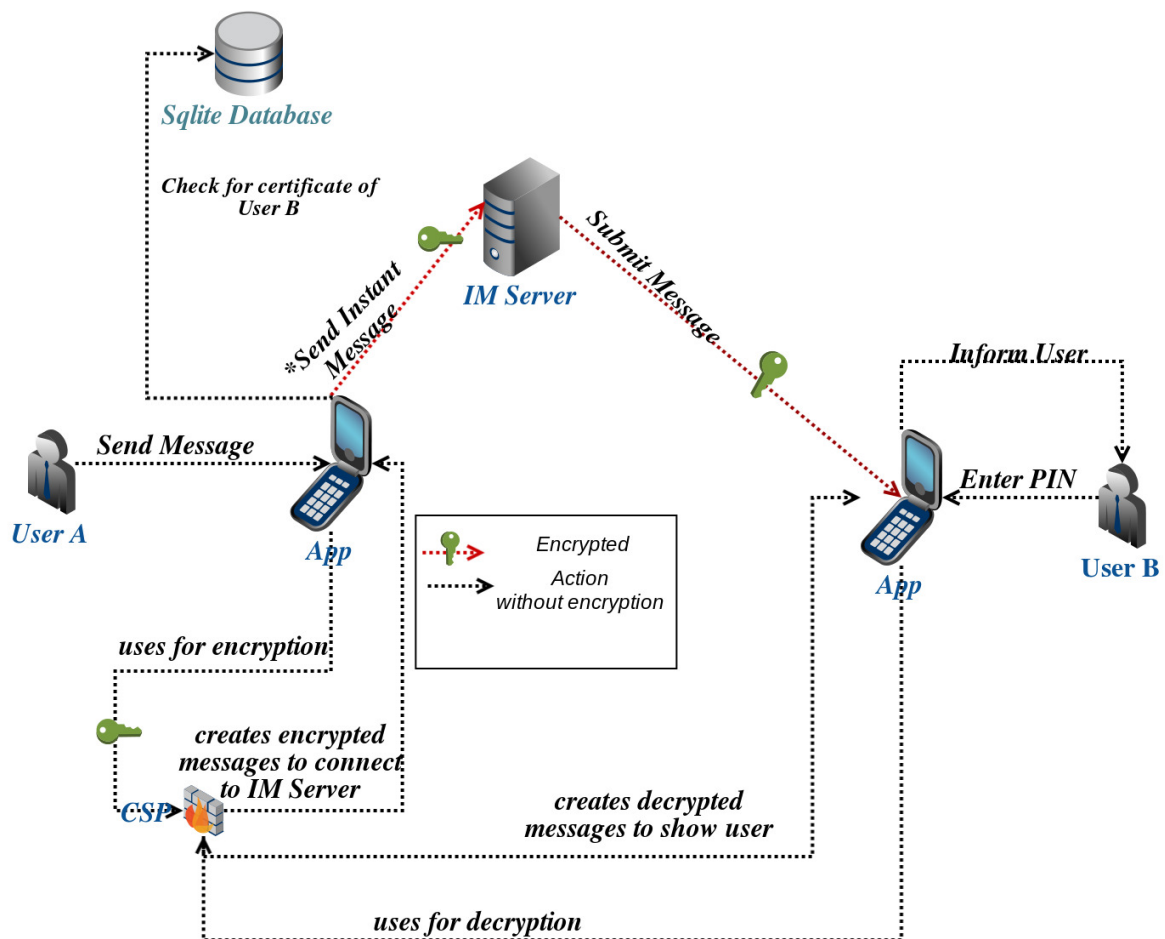 Sqlite Database
Check for certificate of
User B
IM Server
*Send Instant
Message
Submit Message
Inform User
Send Message
Enter PIN
User A
App
Encrypted
Action
without encryption
App
User B
uses for encryption
creates encrypted
messages to connect
to IM Server
CSP
creates decrypted
messages to show user
uses for decryption